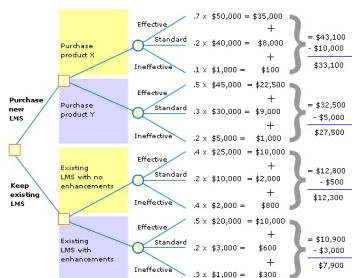 Effective
.7 x $50,000 = $35,000
+
= $43,100
Purchase product X
Standard
.2 x $40,000 = $8,000
- $10,000
+
$33,100
Ineffective
.1 x $1,000 = $100
Effective
.5 x $45,000 = $22,500
+
= $32,500
Purchase new LMS
Purchase product Y
Standard
.3 x $30,000 = $9,000
- $5,000
+
$27,500
Ineffective
.2 x $5,000 = $1,000
Effective
.4 x $25,000 = $10,000
+
= $12,800
Existing LMS with no enhancements
Standard
.2 x $10,000 = $2,000
- $500
+
$12,300
Keep existing LMS
Ineffective
.4 x $2,000 = $800
Effective
.5 x $20,000 = $10,000
+
= $10,900
Existing LMS with enhancements
Standard
.2 x $3,000 = $600
- $3,000
+
$7,900
Ineffective
.3 x $1,000 = $300